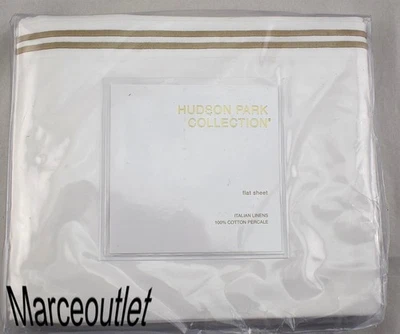 HUDSON PARK
COLLECTION®
flat sheet
ITALIAN LINENS
100% COTTON PERCALE
Marceoutlet